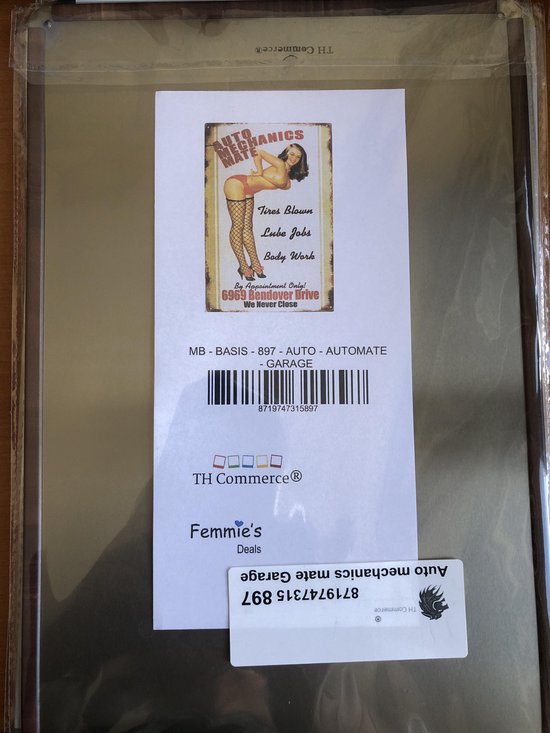 TH Commerce®
AUTO
MECHANICS
MATE
Tires Blown
Lube Jobs
Body Work
By Appointment Only!
6969 Bendover Drive
We Never Close
MB - BASIS - 897 - AUTO - AUTOMATE
- GARAGE
8719747315897
TH Commerce®
Femmie's
Deals
Auto mechanics mate Garage
8719747315 897
TH Commerce
®